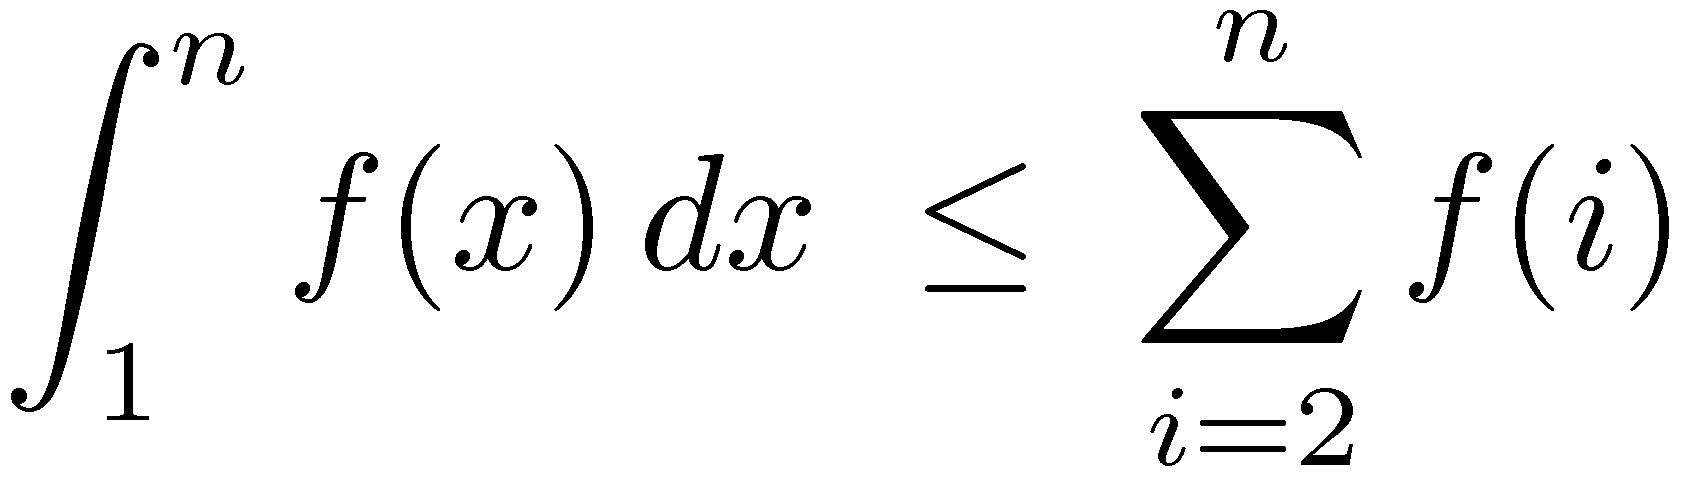 ∫₁ⁿ f(x) dx ≤ ∑ᵢ₌₂ⁿ f(i)